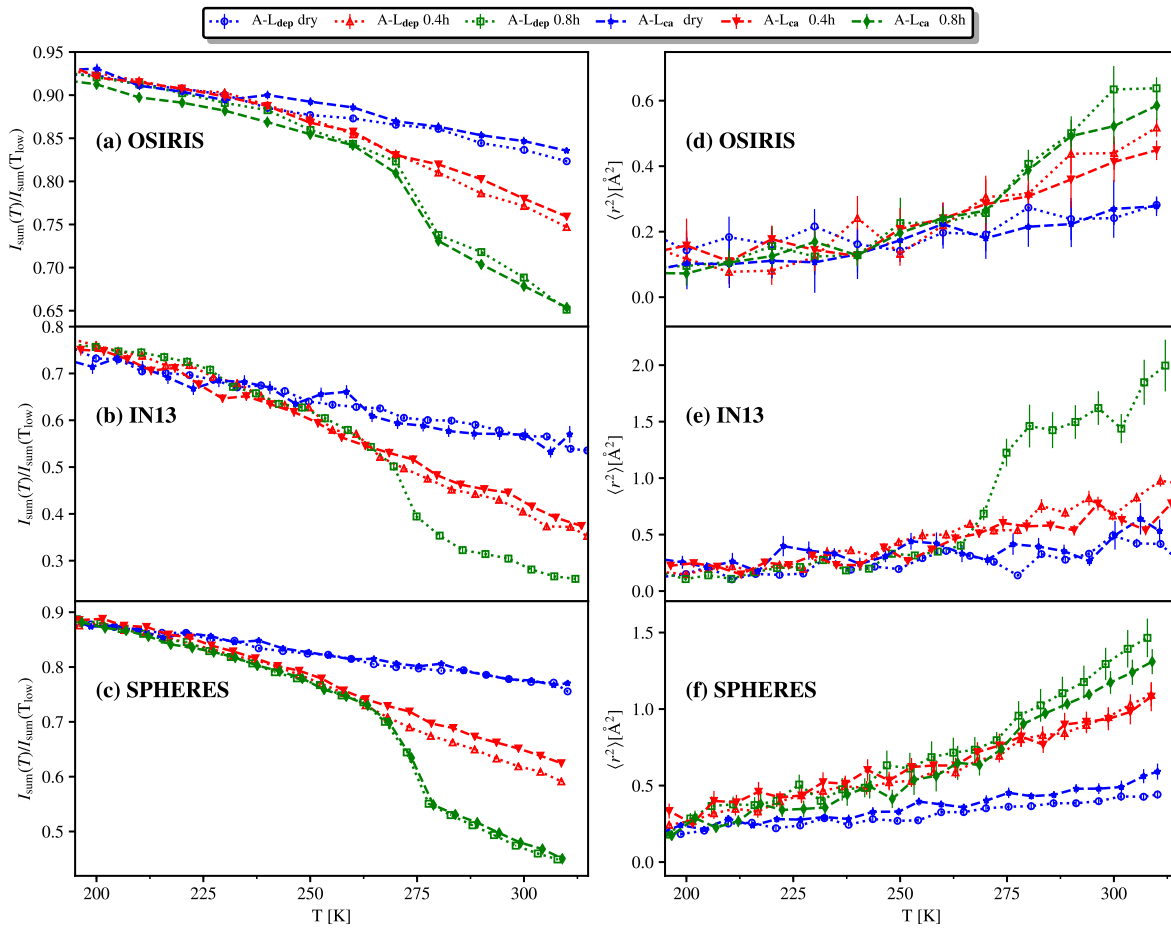 A-L_dep dry A-L_dep 0.4h A-L_dep 0.8h A-L_ca dry A-L_ca 0.4h A-L_ca 0.8h
0.95
0.90
0.85
0.80
0.75
0.70
0.65
I_sum(T)/I_sum(T_low)
(a) OSIRIS
0.6
0.4
0.2
0.0
⟨r²⟩[Å²]
(d) OSIRIS
0.8
0.7
0.6
0.5
0.4
0.3
I_sum(T)/I_sum(T_low)
(b) IN13
2.0
1.5
1.0
0.5
0.0
⟨r²⟩[Å²]
(e) IN13
0.9
0.8
0.7
0.6
0.5
I_sum(T)/I_sum(T_low)
(c) SPHERES
200 225 250 275 300
T [K]
1.5
1.0
0.5
0.0
⟨r²⟩[Å²]
(f) SPHERES
200 225 250 275 300
T [K]